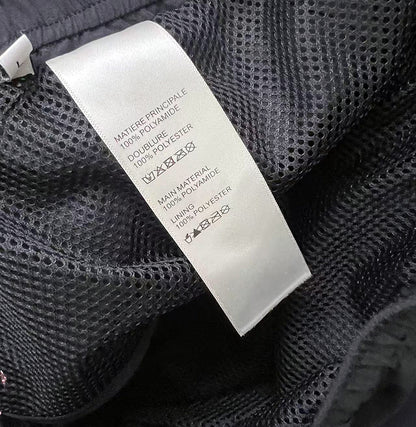 MATIERE PRINCIPALE
100% POLYAMIDE
DOUBLURE
100% POLYESTER
MAIN MATERIAL
100% POLYAMIDE
LINING
100% POLYESTER